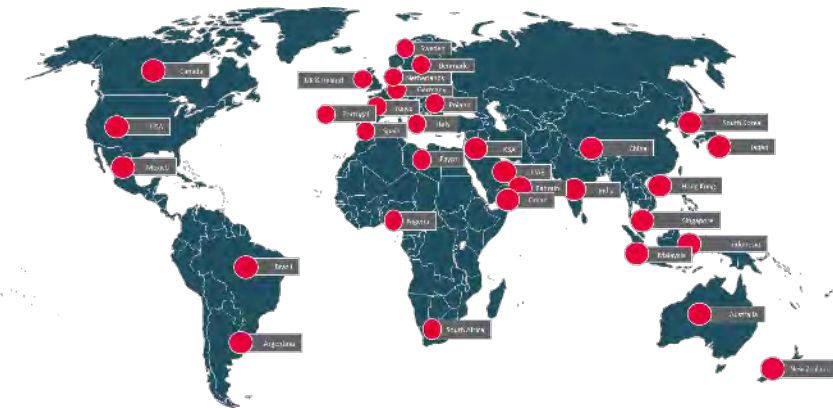 Sweden
Denmark
Canada
UK & Ireland
Netherlands
Germany
France
Poland
Portugal
USA
Italy
South Korea
Spain
KSA
China
Japan
Mexico
Egypt
UAE
Bahrain
India
Hong Kong
Oman
Nigeria
Singapore
Indonesia
Malaysia
Brazil
Australia
South Africa
Argentina
New Zealand